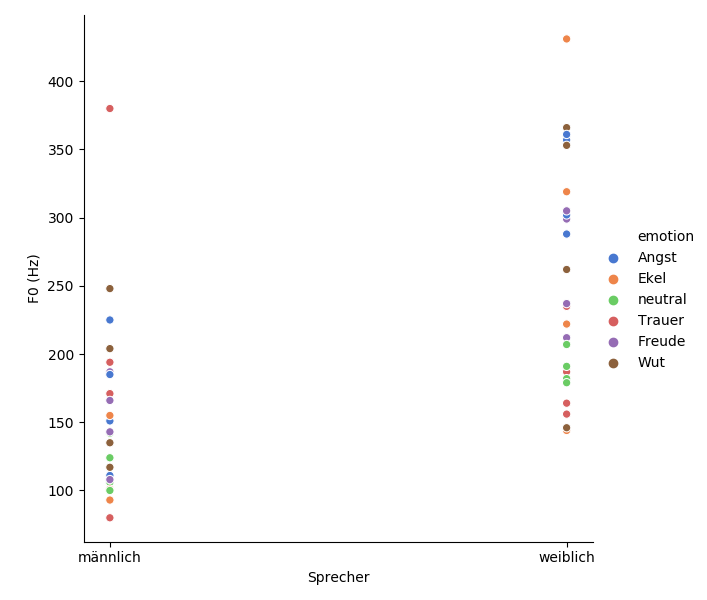 400
350
300
250
200
150
100
F0 (Hz)
männlich
weiblich
Sprecher
emotion
Angst
Ekel
neutral
Trauer
Freude
Wut